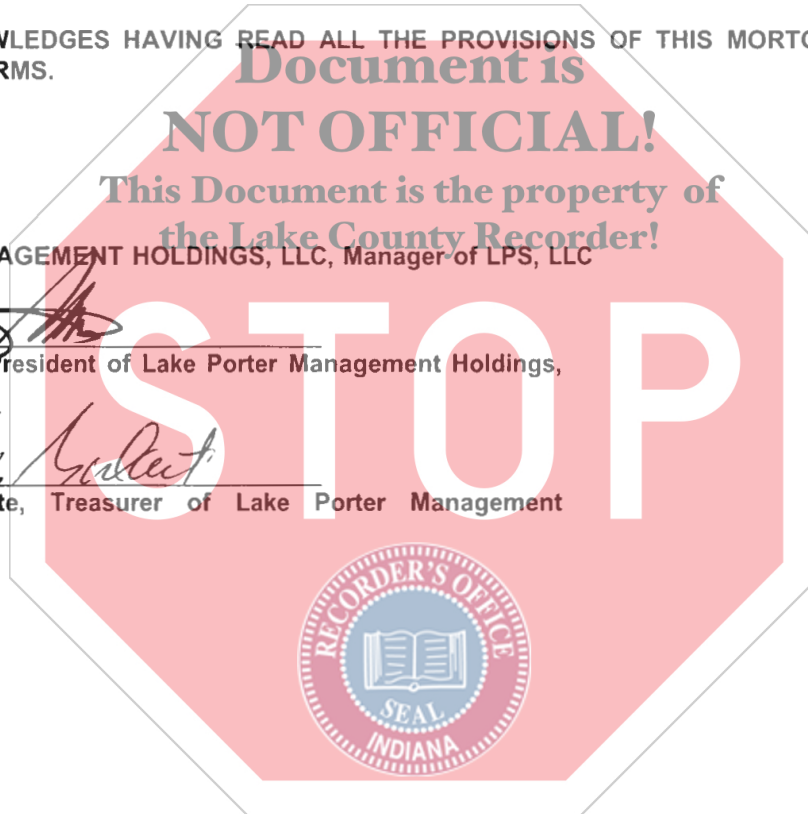 WLEDGES HAVING READ ALL THE PROVISIONS OF THIS MORTG
RMS.
Document is
NOT OFFICIAL!
This Document is the property of
the Lake County Recorder!
AGEMENT HOLDINGS, LLC, Manager of LPS, LLC
President of Lake Porter Management Holdings,
te, Treasurer of Lake Porter Management
STOP
RECORDER'S OFFICE
SEAL
INDIANA